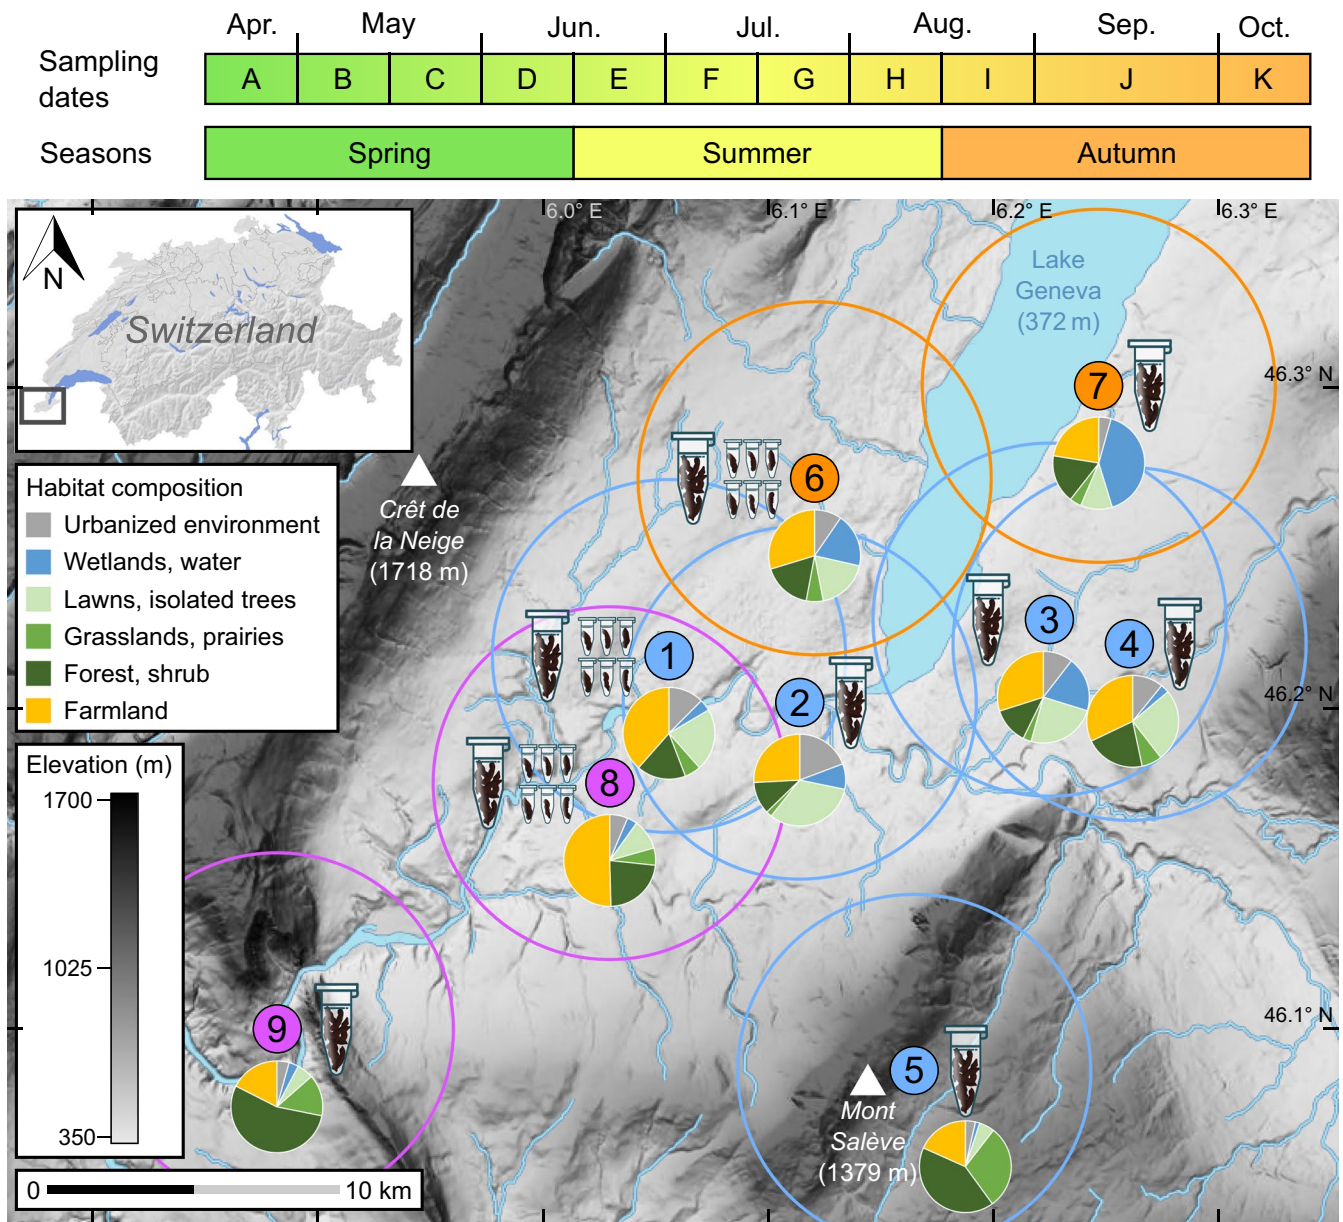 Apr. May Jun. Jul. Aug. Sep. Oct.
Sampling
dates
A B C D E F G H I J K
Seasons Spring Summer Autumn
6.0° E 6.1° E 6.2° E 6.3° E
N
Switzerland
Lake
Geneva
(372 m)
46.3° N
7
Habitat composition
Urbanized environment
Wetlands, water
Lawns, isolated trees
Grasslands, prairies
Forest, shrub
Farmland
Crêt de
la Neige
(1718 m)
6
3
4
1
2
46.2° N
Elevation (m)
1700
1025
350
8
9
46.1° N
5
Mont
Salève
(1379 m)
0 10 km